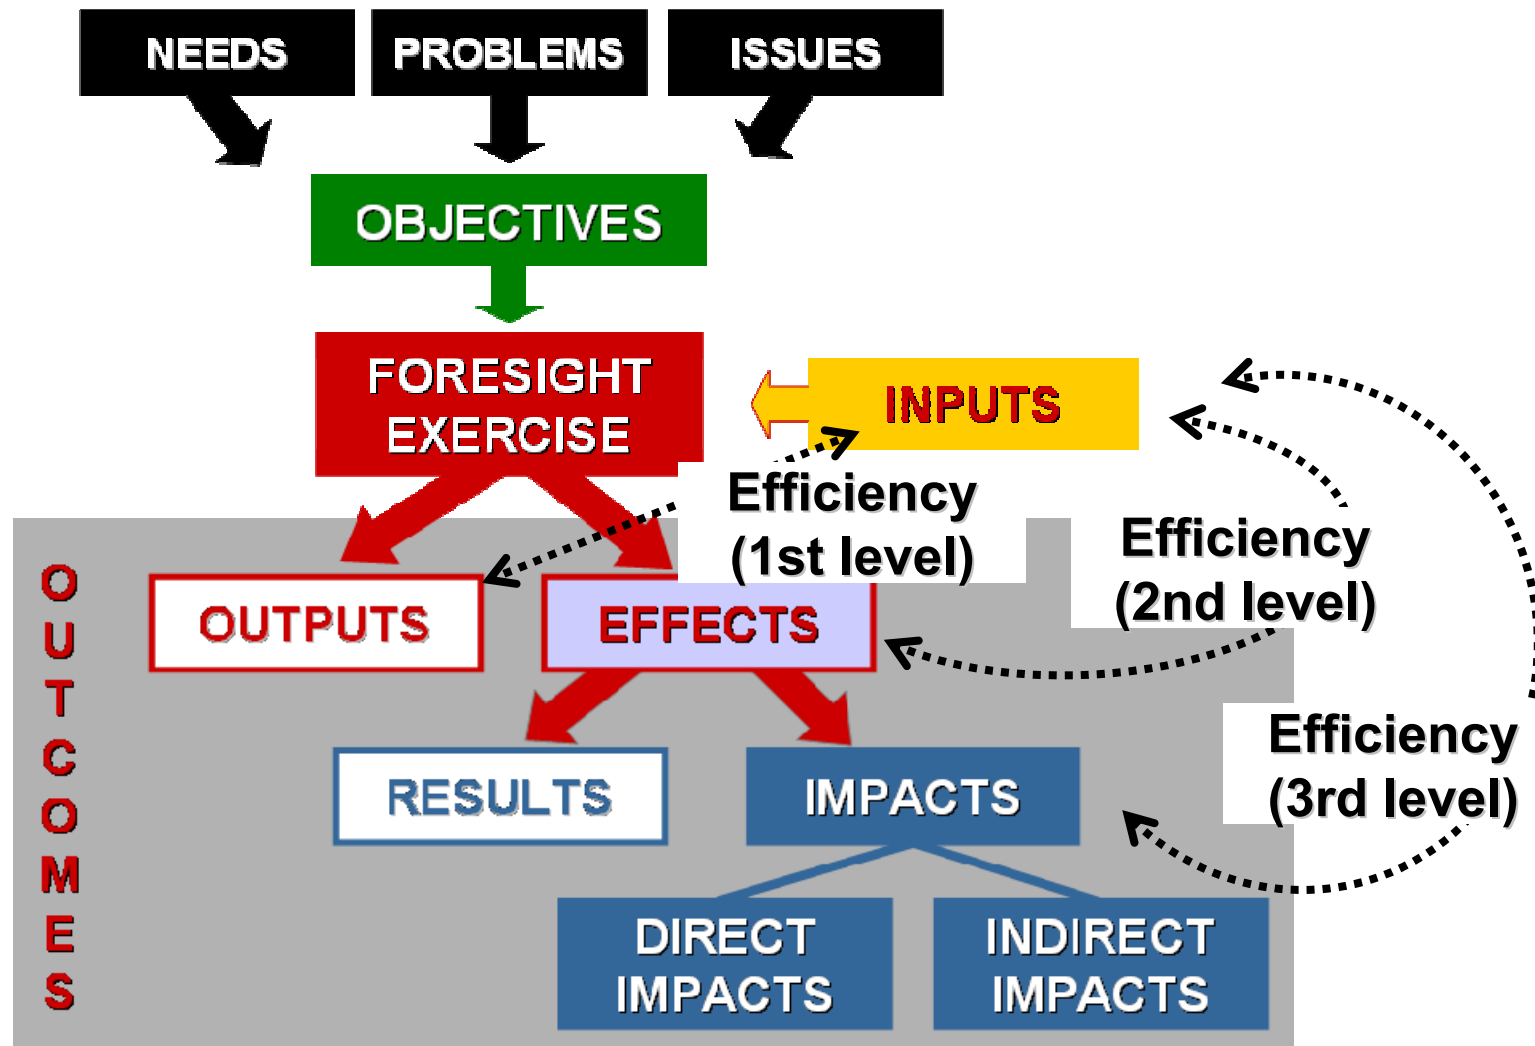 NEEDS
PROBLEMS
ISSUES
OBJECTIVES
FORESIGHT
EXERCISE
INPUTS
Efficiency
(1st level)
Efficiency
(2nd level)
OUTCOMES
OUTPUTS
EFFECTS
Efficiency
(3rd level)
RESULTS
IMPACTS
DIRECT
IMPACTS
INDIRECT
IMPACTS